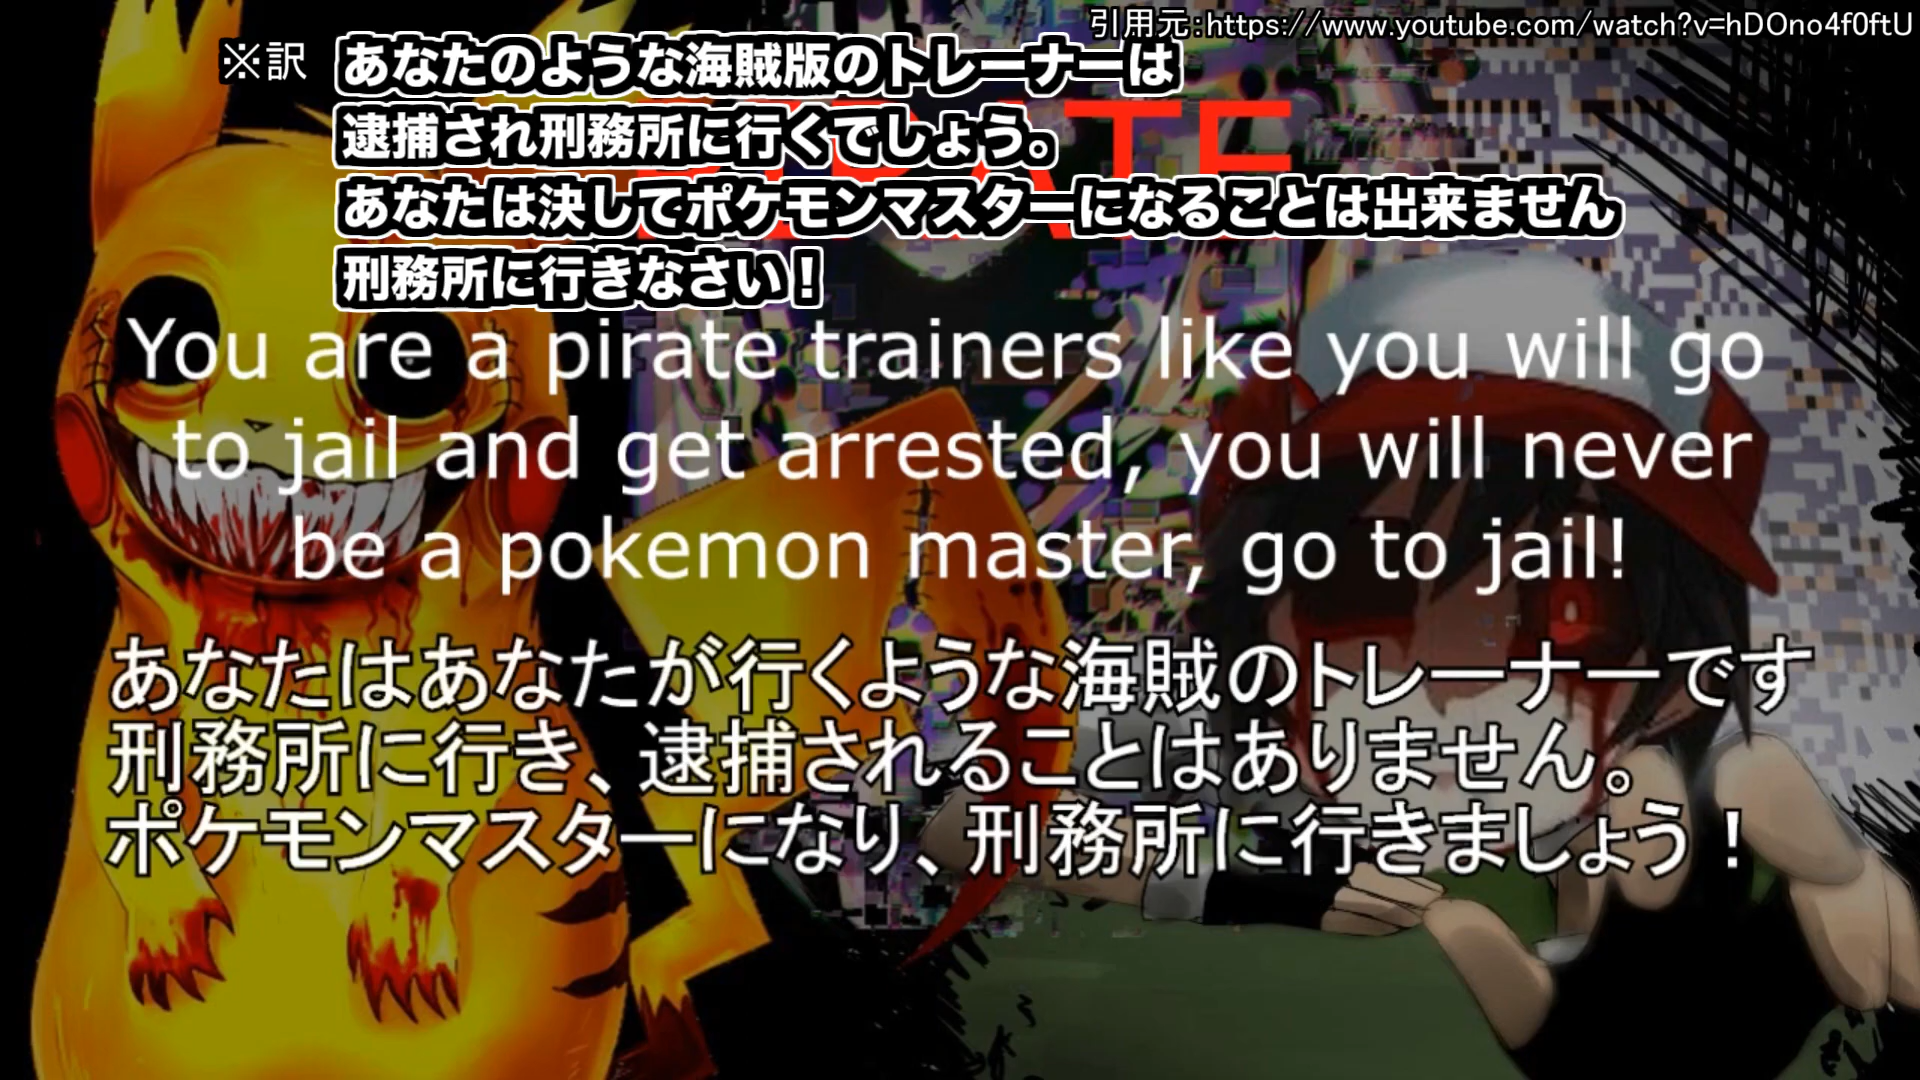 引用元:https://www.youtube.com/watch?v=hDOno4f0ftU
※訳 あなたのような海賊版のトレーナーは
逮捕され刑務所に行くでしょう。
あなたは決してポケモンマスターになることは出来ません
刑務所に行きなさい！
You are a pirate trainers like you will go
to jail and get arrested, you will never
be a pokemon master, go to jail!
あなたはあなたが行くような海賊のトレーナーです
刑務所に行き、逮捕されることはありません。
ポケモンマスターになり、刑務所に行きましょう！